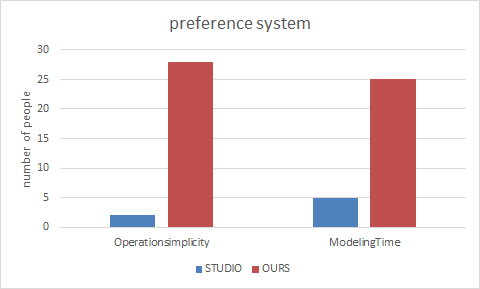 preference system
number of people
30
25
20
15
10
5
0
Operationsimplicity
ModelingTime
STUDIO
OURS